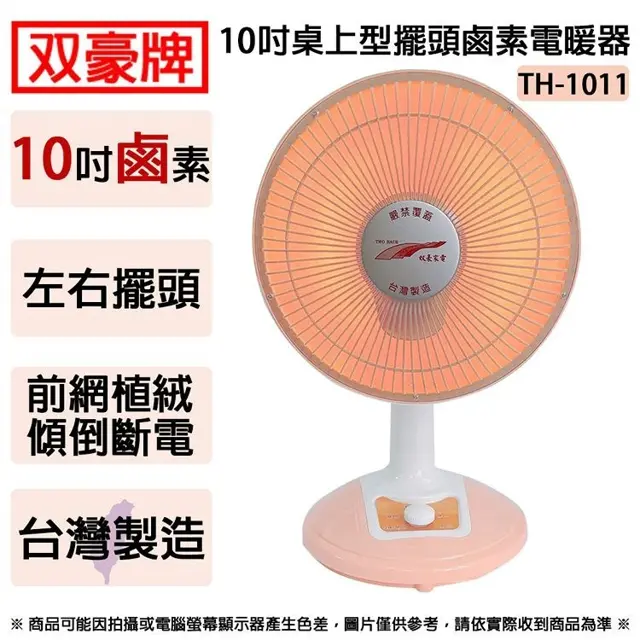 双豪牌
10吋桌上型擺頭鹵素電暖器
TH-1011
10吋鹵素
左右擺頭
前網植絨
傾倒斷電
台灣製造
嚴禁覆蓋
双豪家電
台灣製造
※ 商品可能因拍攝或電腦螢幕顯示器產生色差，圖片僅供參考，請依實際收到商品為準 ※